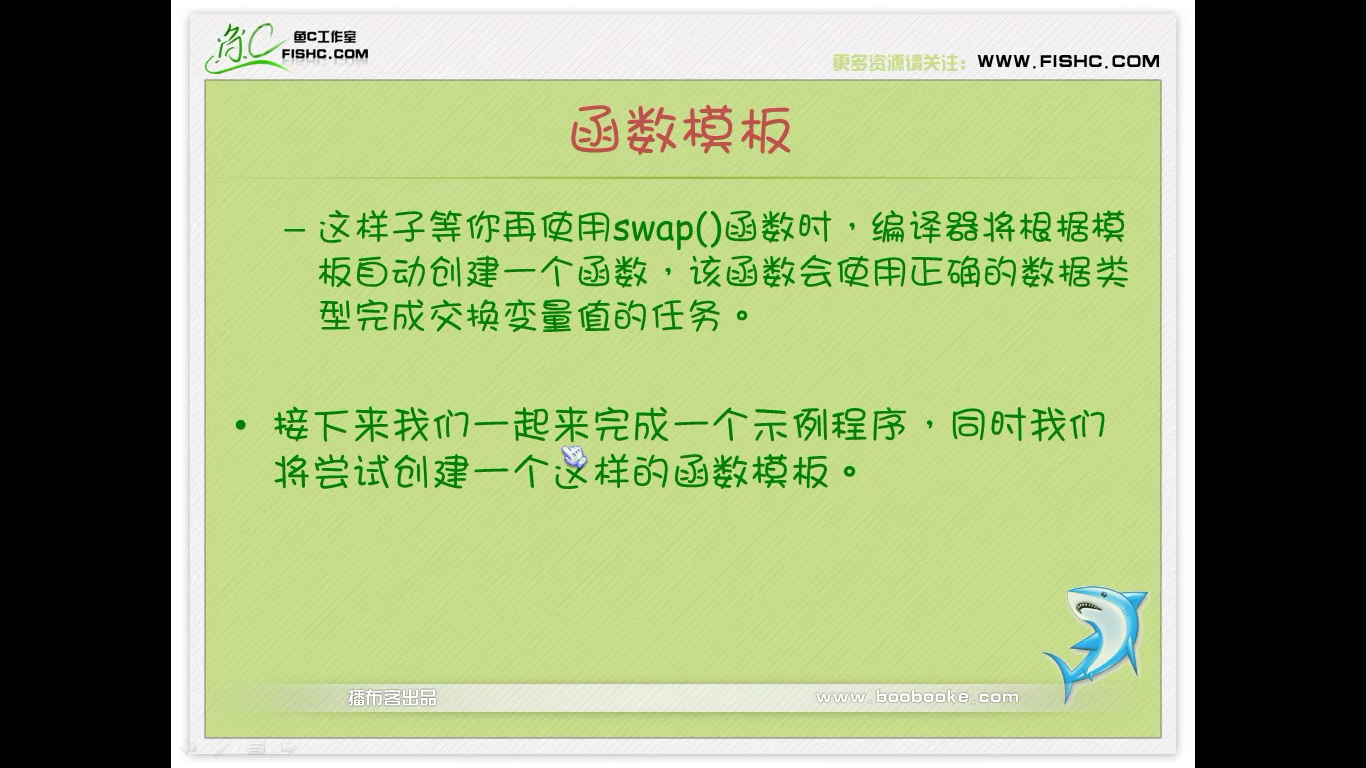 鱼C工作室
FISHC.COM
更多资源请关注: WWW.FISHC.COM
函数模板
– 这样子等你再使用swap()函数时，编译器将根据模
板自动创建一个函数，该函数会使用正确的数据类
型完成交换变量值的任务。
• 接下来我们一起来完成一个示例程序，同时我们
将尝试创建一个这样的函数模板。
播布客出品 www.boobooke.com